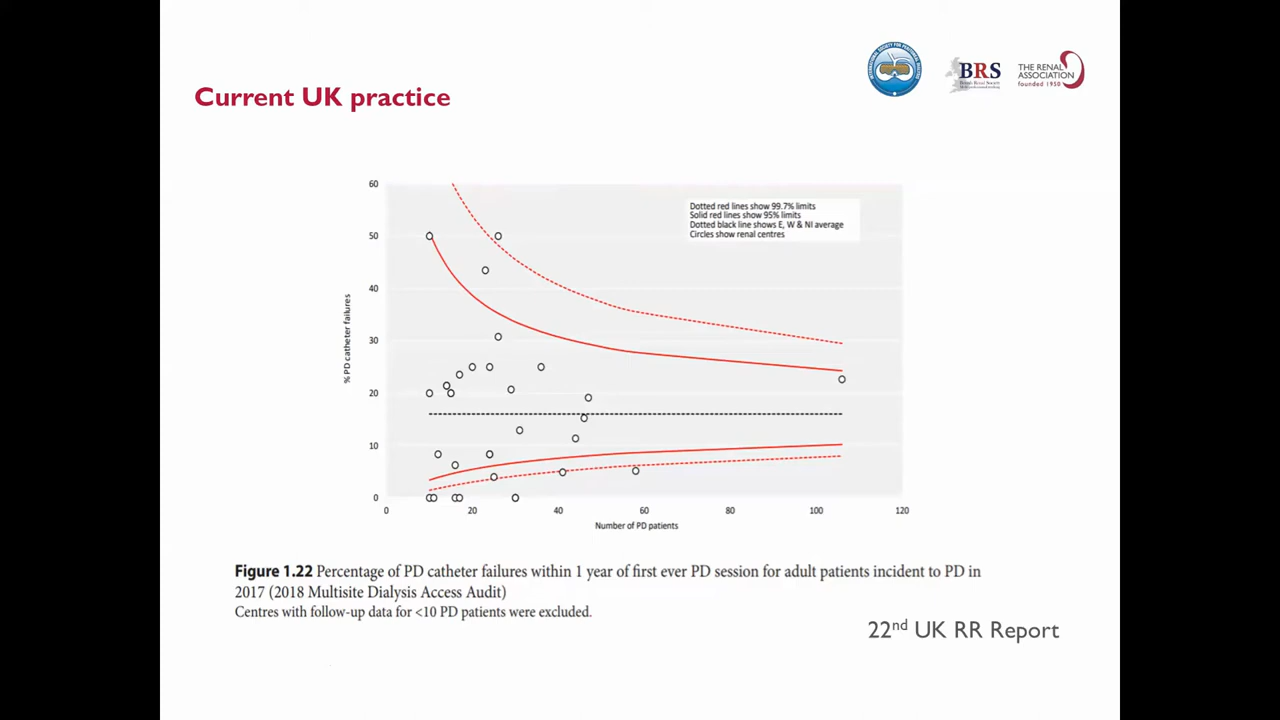 BRS
THE RENAL
ASSOCIATION
founded 1950
Current UK practice
60
50
40
30
20
10
0
% PD catheter failures
Dotted red lines show 99.7% limits
Solid red lines show 95% limits
Dotted black line shows E, W & NI average
Circles show renal centres
0 20 40 60 80 100 120
Number of PD patients
Figure 1.22 Percentage of PD catheter failures within 1 year of first ever PD session for adult patients incident to PD in
2017 (2018 Multisite Dialysis Access Audit)
Centres with follow-up data for <10 PD patients were excluded.
22nd UK RR Report